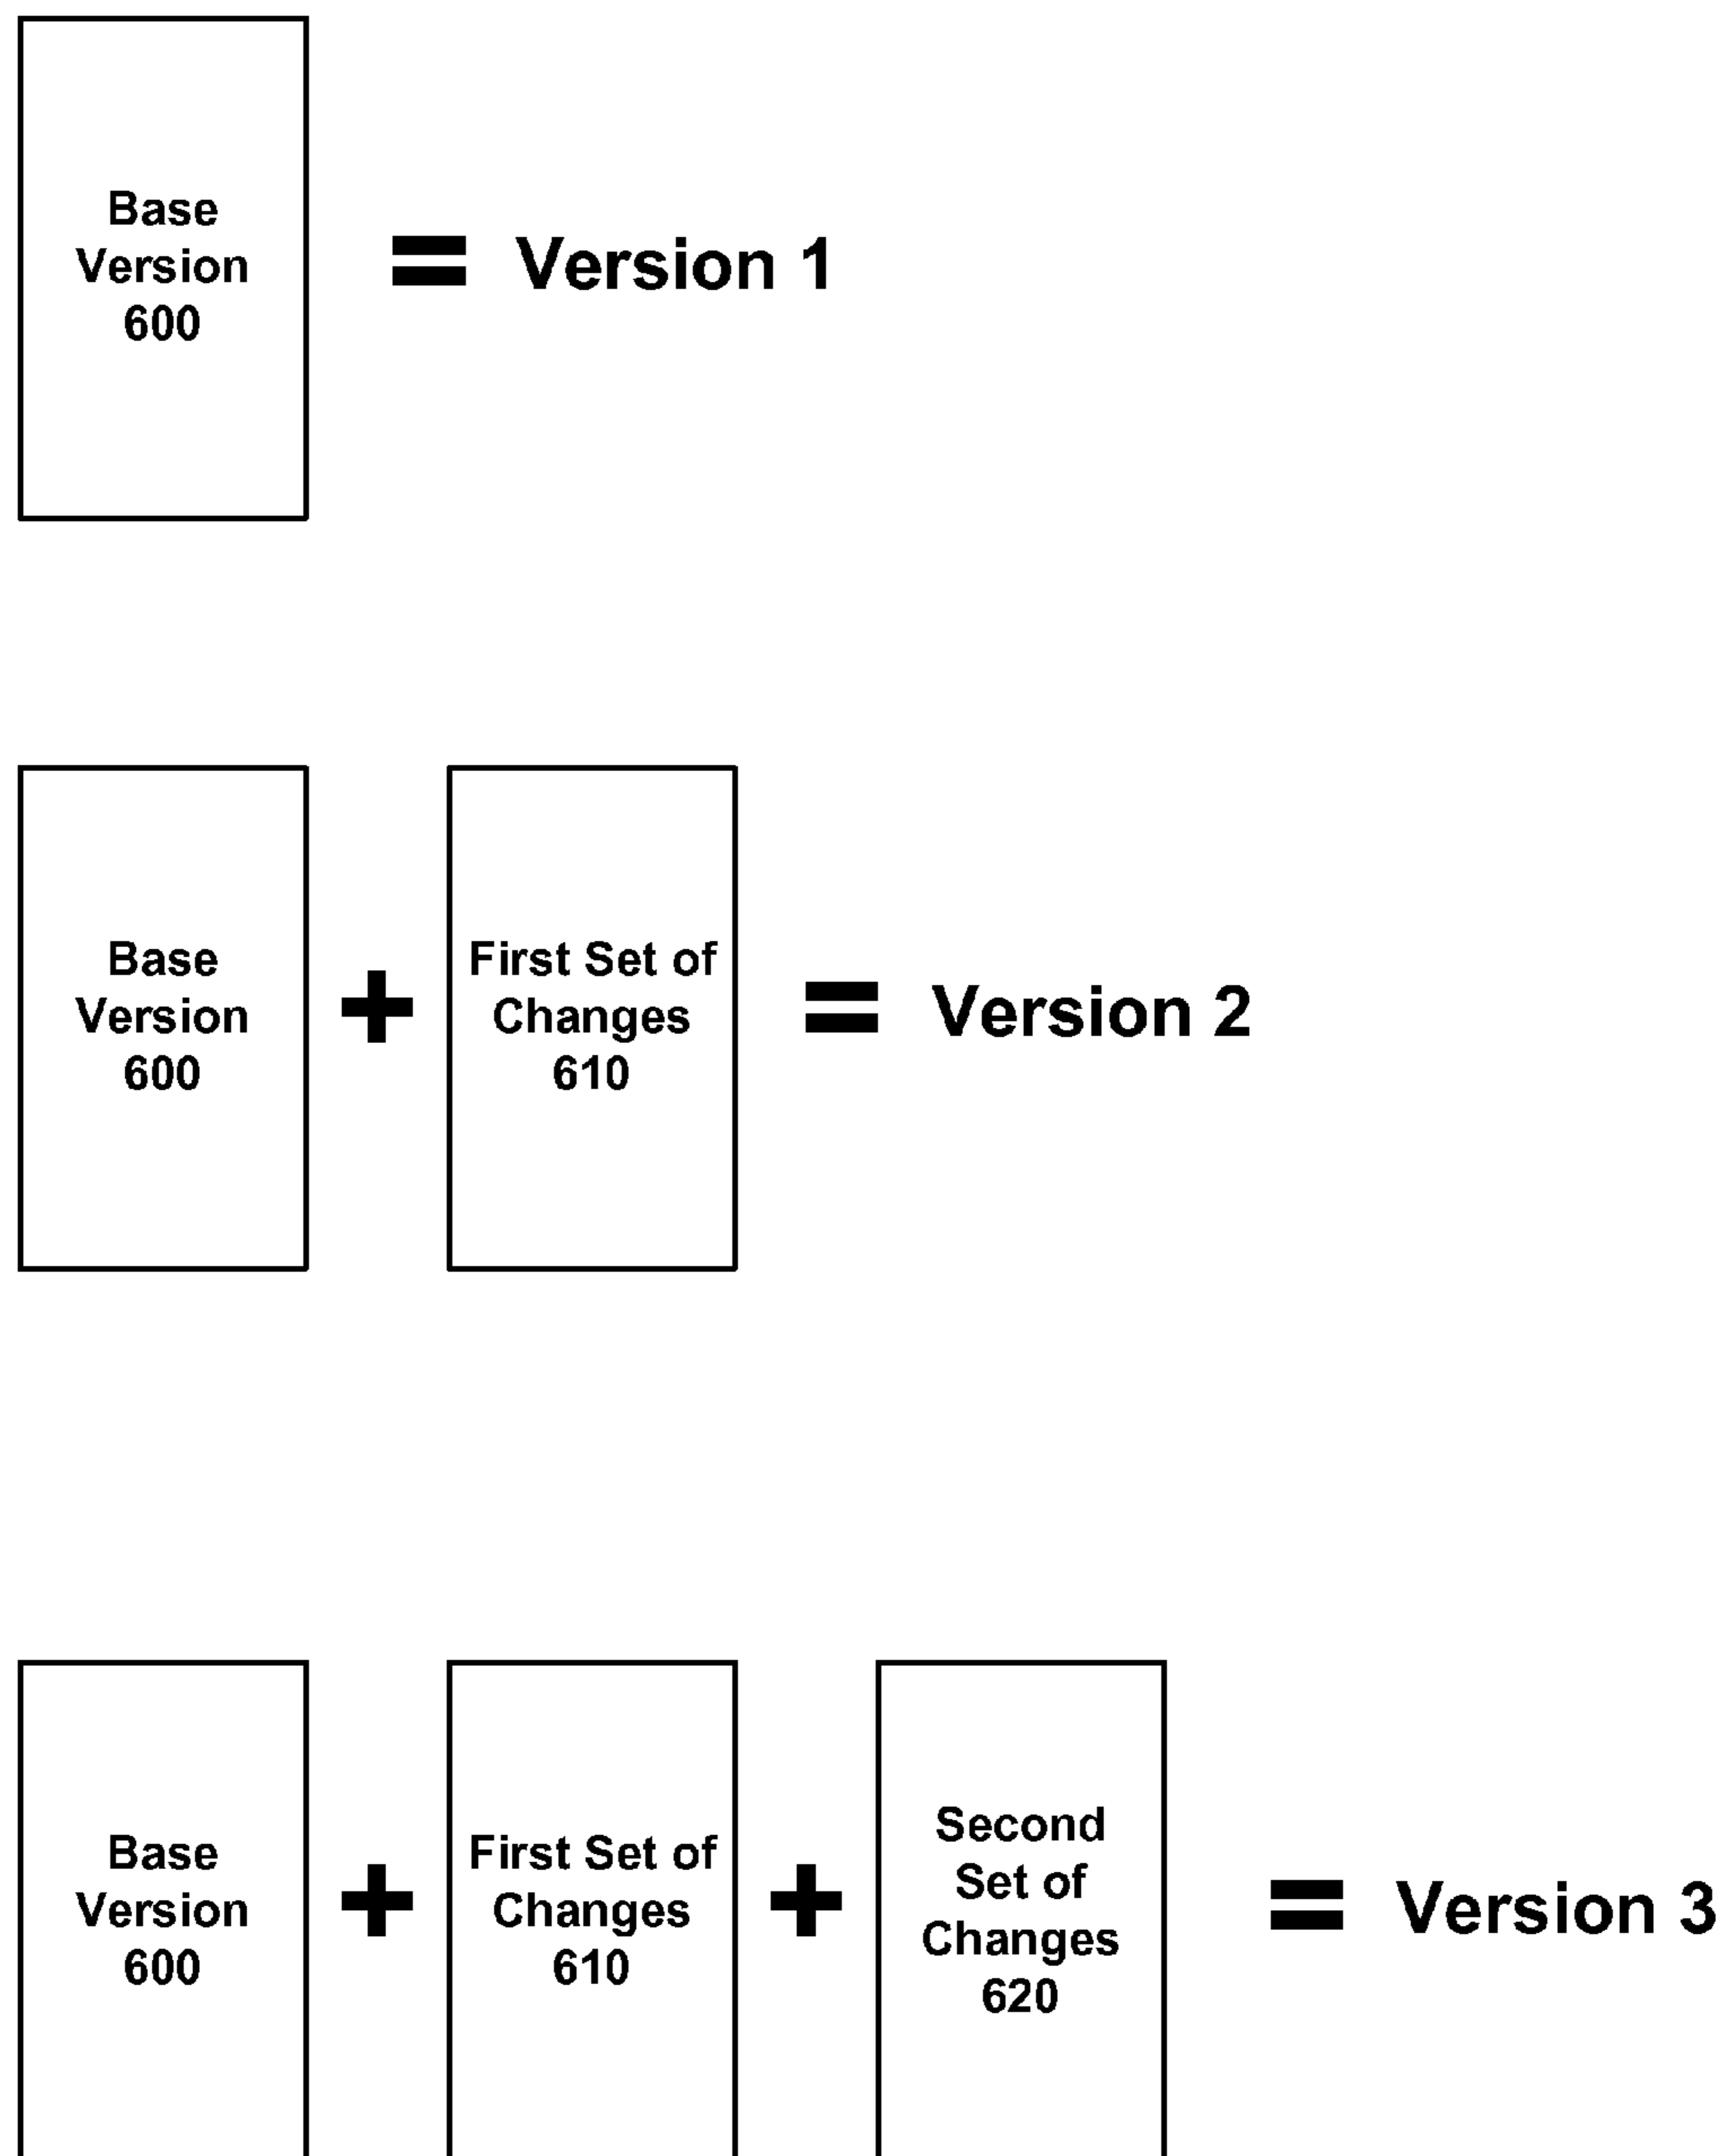 Base
Version
600
= Version 1
Base
Version
600
+
First Set of
Changes
610
= Version 2
Base
Version
600
+
First Set of
Changes
610
+
Second
Set of
Changes
620
= Version 3